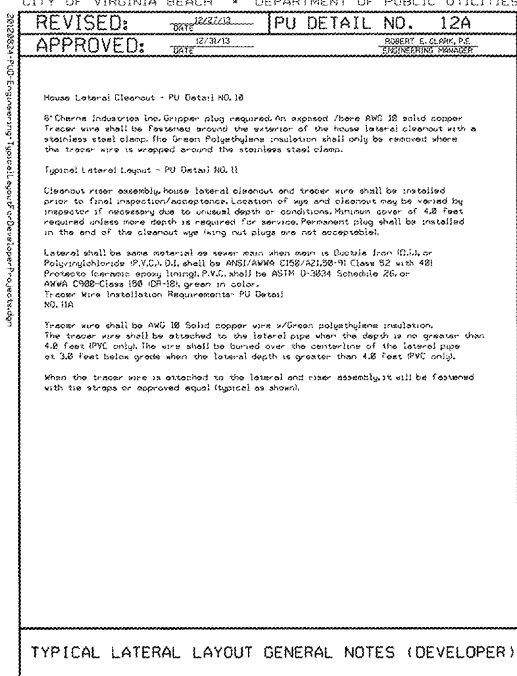 CITY OF VIRGINIA BEACH * DEPARTMENT OF PUBLIC UTILITIES
REVISED: 12/27/13 DATE PU DETAIL NO. 12A
APPROVED: 12/31/13 DATE ROBERT E. CLARK, P.E. ENGINEERING MANAGER
House Lateral Cleanout - PU Detail NO. 10
6" Cherne Industries Inc. Gripper plug required. An exposed /bare AWG 10 solid copper
Tracer wire shall be fastened around the exterior of the house lateral cleanout with a
stainless steel clamp. The Green Polyethylene insulation shall only be removed where
the tracer wire is wrapped around the stainless steel clamp.
Typical Lateral Layout - PU Detail NO. 11
Cleanout riser assembly, house lateral cleanout and tracer wire shall be installed
prior to final inspection/acceptance. Location of wye and cleanout may be varied by
inspector if necessary due to unusual depth or conditions. Minimum cover of 4.0 feet
required unless more depth is required for service. Permanent plug shall be installed
in the end of the cleanout wye (wing nut plugs are not acceptable).
Lateral shall be same material as sewer main when main is Ductile Iron (D.I.), or
Polyvinylchloride (P.V.C.). D.I. shall be ANSI/AWWA C150/A21.50-91 Class 52 with 401
Protecto (ceramic epoxy lining). P.V.C. shall be ASTM D-3034 Schedule 26, or
AWWA C900-Class 150 (DR-18), green in color.
Tracer Wire Installation Requirements- PU Detail
NO. 11A
Tracer wire shall be AWG 10 Solid copper wire w/Green polyethylene insulation.
The tracer wire shall be attached to the lateral pipe when the depth is no greater than
4.0 feet (PVC only). The wire shall be buried over the centerline of the lateral pipe
at 3.0 feet below grade when the lateral depth is greater than 4.0 feet (PVC only).
When the tracer wire is attached to the lateral and riser assembly, it will be fastened
with tie straps or approved equal (typical as shown).
TYPICAL LATERAL LAYOUT GENERAL NOTES (DEVELOPER)